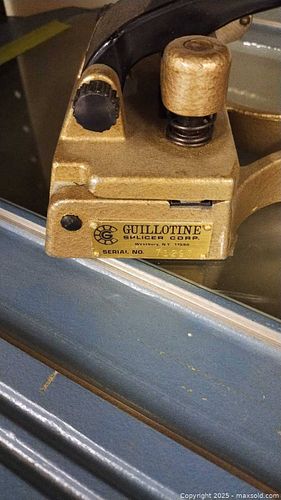 GUILLOTINE
SPLICER CORP.
Westbury, N.Y. 11590
SERIAL NO.
Copyright © 2025 - maxsold.com